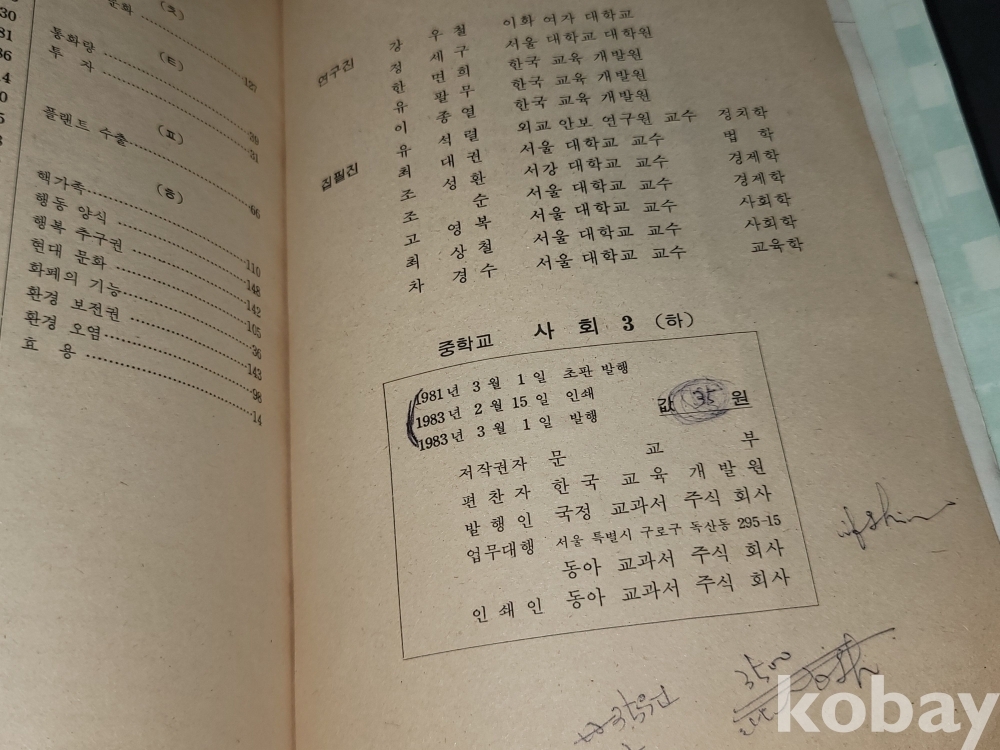 30
81
86
4
0
5
3
문화
(ㅊ)
127
(ㅌ)
통화량 39
투 자 31
(ㅍ)
플랜트 수출 66
(ㅎ)
핵가족 110
행동 양식 148
행복 추구권 142
현대 문화 105
화폐의 기능 36
환경 보전권 143
환경 오염 98
효 용 14
연구진
강 우 철 이화 여자 대학교
정 세 구 서울 대학교 대학원
한 면 희 한국 교육 개발원
유 팔 무 한국 교육 개발원
이 종 열 한국 교육 개발원
집필진
유 석 렬 외교 안보 연구원 교수 정치학
최 대 권 서울 대학교 교수 법 학
조 성 환 서강 대학교 교수 경제학
조 순 서울 대학교 교수 경제학
고 영 복 서울 대학교 교수 사회학
최 상 철 서울 대학교 교수 사회학
차 경 수 서울 대학교 교수 교육학
중학교 사 회 3 (하)
1981년 3월 1일 초판 발행
1983년 2월 15일 인쇄
1983년 3월 1일 발행
값 35 원
저작권자 문 교 부
편 찬 자 한국 교육 개발원
발 행 인 국정 교과서 주식 회사
업무대행 서울 특별시 구로구 독산동 295-15
동아 교과서 주식 회사
인 쇄 인 동아 교과서 주식 회사
3500
kobay